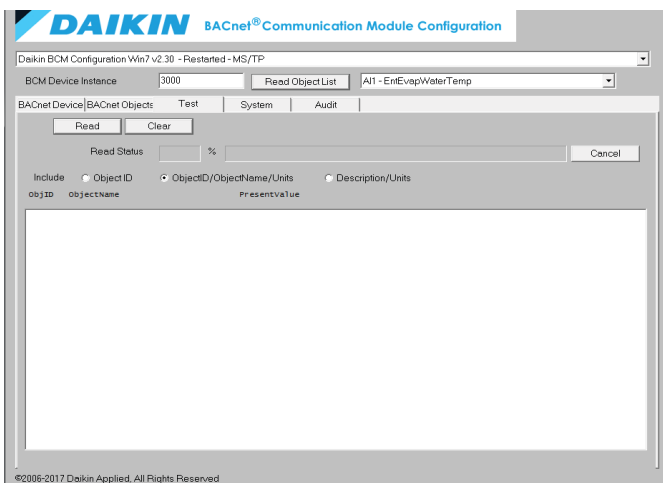 DAIKIN BACnet® Communication Module Configuration
Daikin BCM Configuration Win7 v2.30 - Restarted - MS/TP
BCM Device Instance 3000 Read Object List AI1 - EntEvapWaterTemp
BACnet Device BACnet Objects Test System Audit
Read Clear
Read Status % Cancel
Include Object ID ObjectID/ObjectName/Units Description/Units
ObjID ObjectName PresentValue
©2006-2017 Daikin Applied, All Rights Reserved